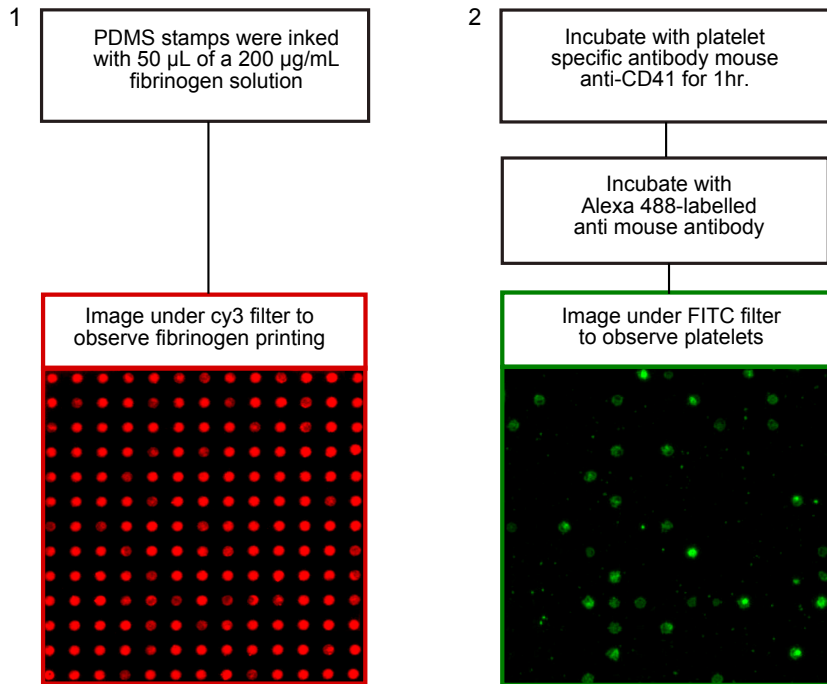 1
PDMS stamps were inked
with 50 µL of a 200 µg/mL
fibrinogen solution
Image under cy3 filter to
observe fibrinogen printing
2
Incubate with platelet
specific antibody mouse
anti-CD41 for 1hr.
Incubate with
Alexa 488-labelled
anti mouse antibody
Image under FITC filter
to observe platelets